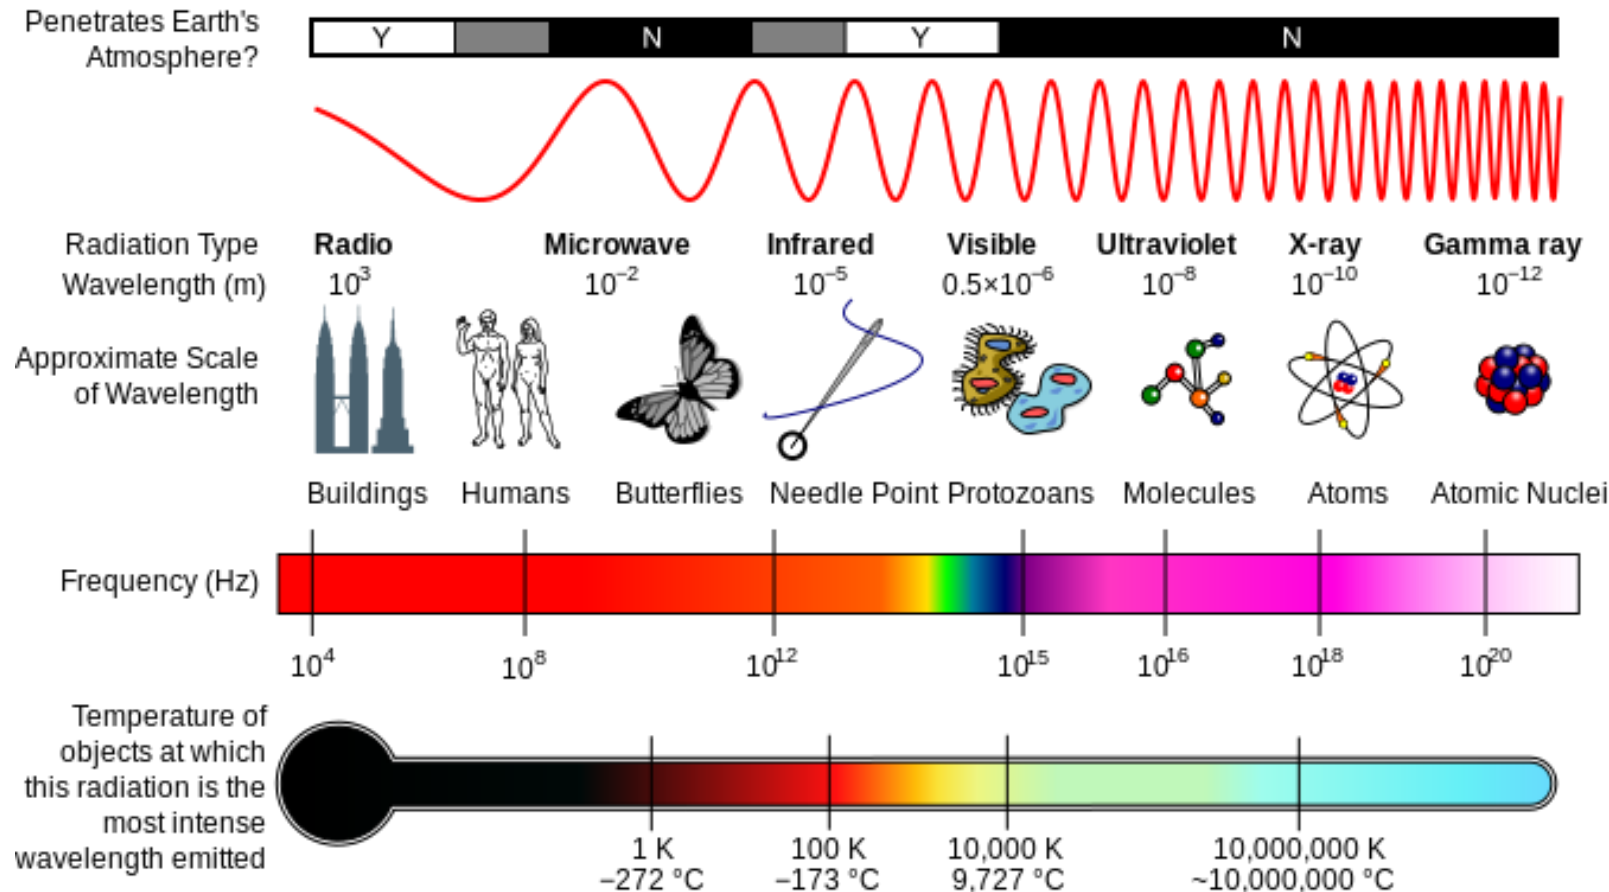 Penetrates Earth's
Atmosphere?
Y N Y N
Radiation Type Radio Microwave Infrared Visible Ultraviolet X-ray Gamma ray
Wavelength (m) 10³ 10⁻² 10⁻⁵ 0.5×10⁻⁶ 10⁻⁸ 10⁻¹⁰ 10⁻¹²
Approximate Scale
of Wavelength
Buildings Humans Butterflies Needle Point Protozoans Molecules Atoms Atomic Nuclei
Frequency (Hz)
10⁴ 10⁸ 10¹² 10¹⁵ 10¹⁶ 10¹⁸ 10²⁰
Temperature of
objects at which
this radiation is the
most intense
wavelength emitted
1 K 100 K 10,000 K 10,000,000 K
−272 °C −173 °C 9,727 °C ~10,000,000 °C